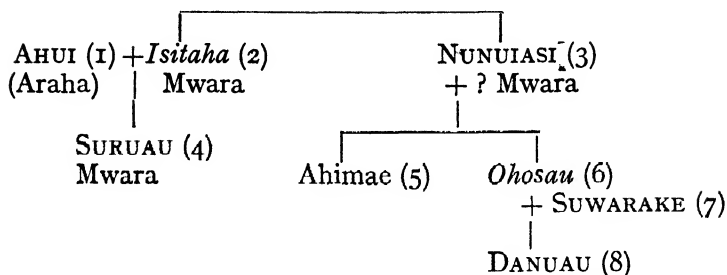 AHUI (1) + Isitaha (2) NUNUIASI (3)
(Araha) Mwara + ? Mwara
SURUAU (4)
Mwara Ahimae (5) Ohosau (6)
+ SUWARAKE (7)
DANUAU (8)